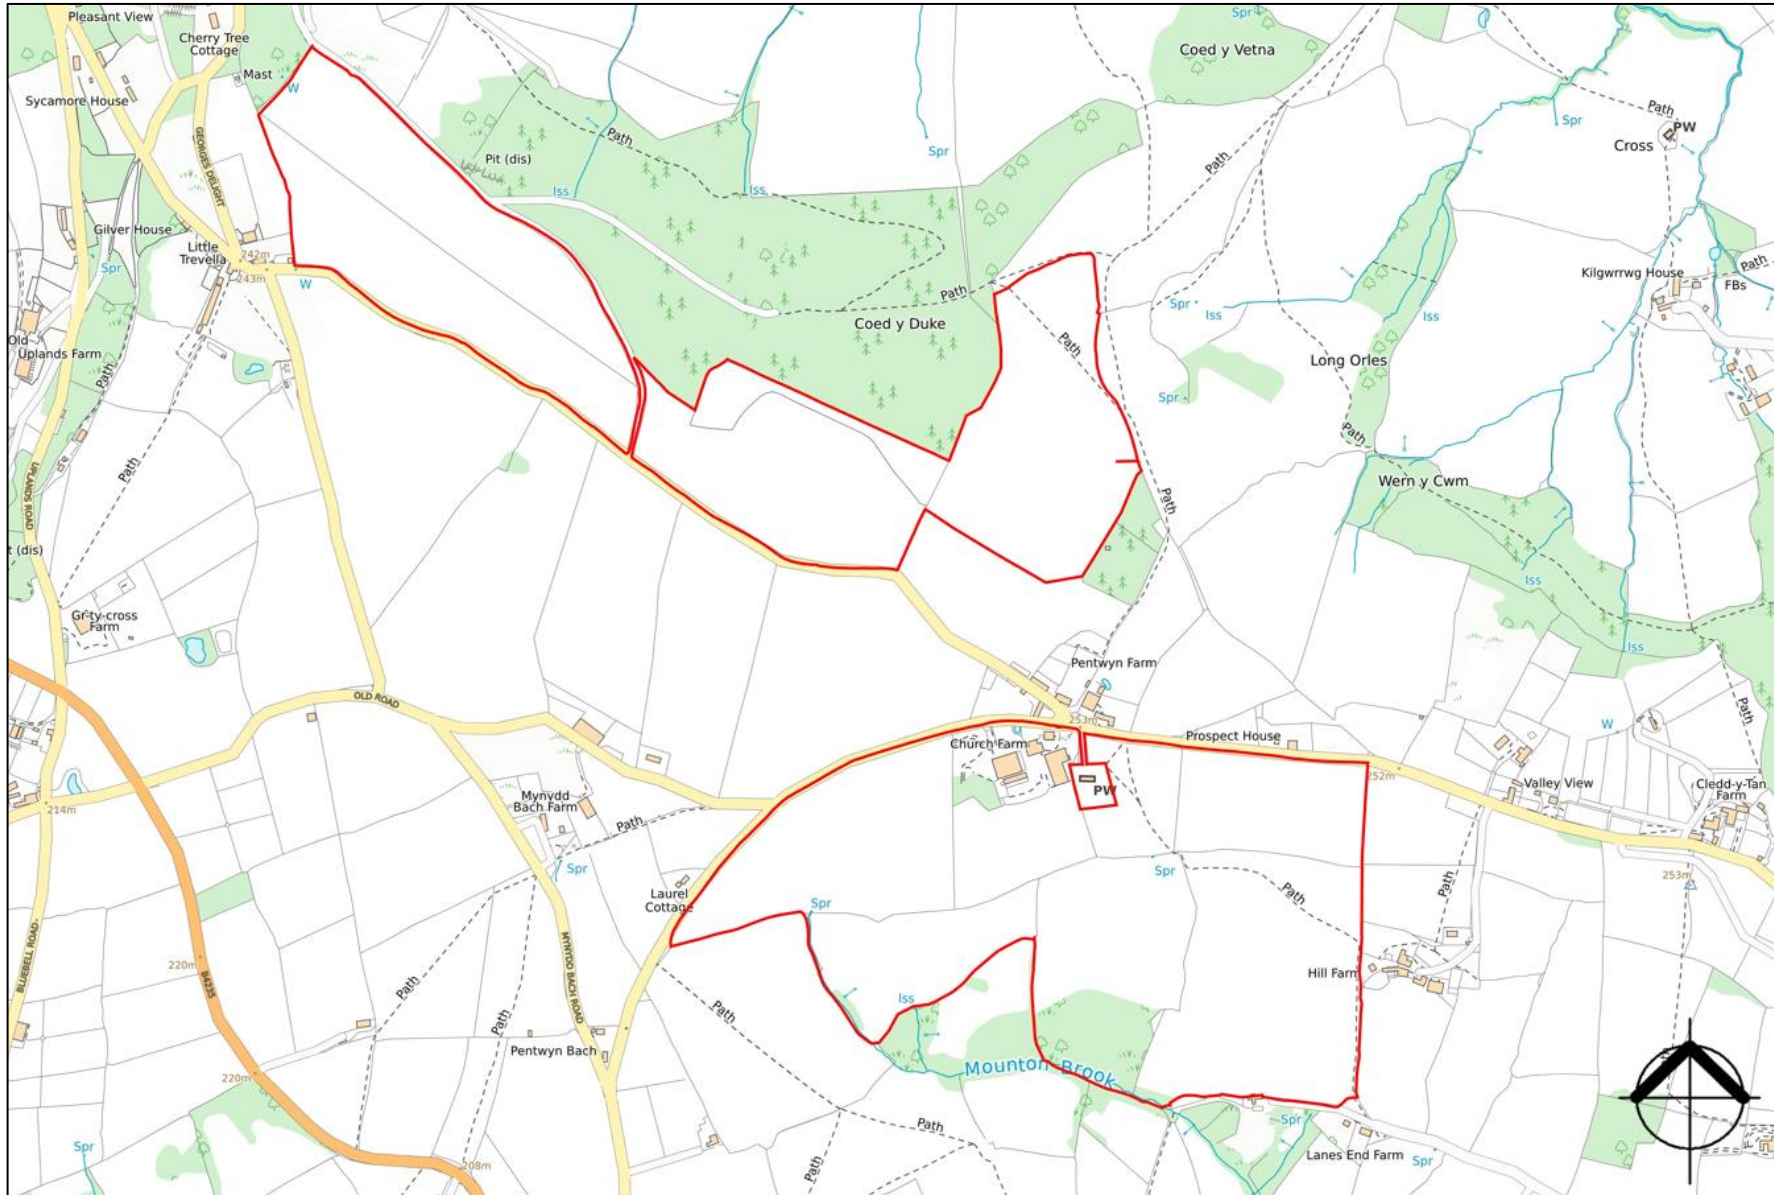 Pleasant View
Cherry Tree
Cottage
Mast
W
Sycamore House
GEORGES DELIGHT
Gilver House
Spr
Little
Trevella
242m
243m
W
Old
Uplands Farm
Path
Path
UPLANDS ROAD
t (dis)
Gr-ty-cross
Farm
Pit (dis)
Iss
Path
Iss
Spr
Spr
Coed y Vetna
Path
Path
Path
Coed y Duke
Path
Path
Spr
Iss
Spr
Path
Cross
PW
Spr
Kilgwrrwg House
Path
FBs
Iss
Long Orles
Path
Wern y Cwm
Iss
Iss
Path
W
OLD ROAD
214m
Mynydd
Bach Farm
Path
Spr
MYNYDD BACH ROAD
BLUEBELL ROAD
220m
B4235
220m
208m
Spr
Path
Path
Pentwyn Bach
Laurel
Cottage
Path
Path
Path
Pentwyn Farm
253m
Church Farm
PW
Prospect House
252m
Valley View
Cledd-y-Tan
Farm
253m
Spr
Path
Path
Hill Farm
Spr
Iss
Mounton Brook
Spr
Lanes End Farm
Spr